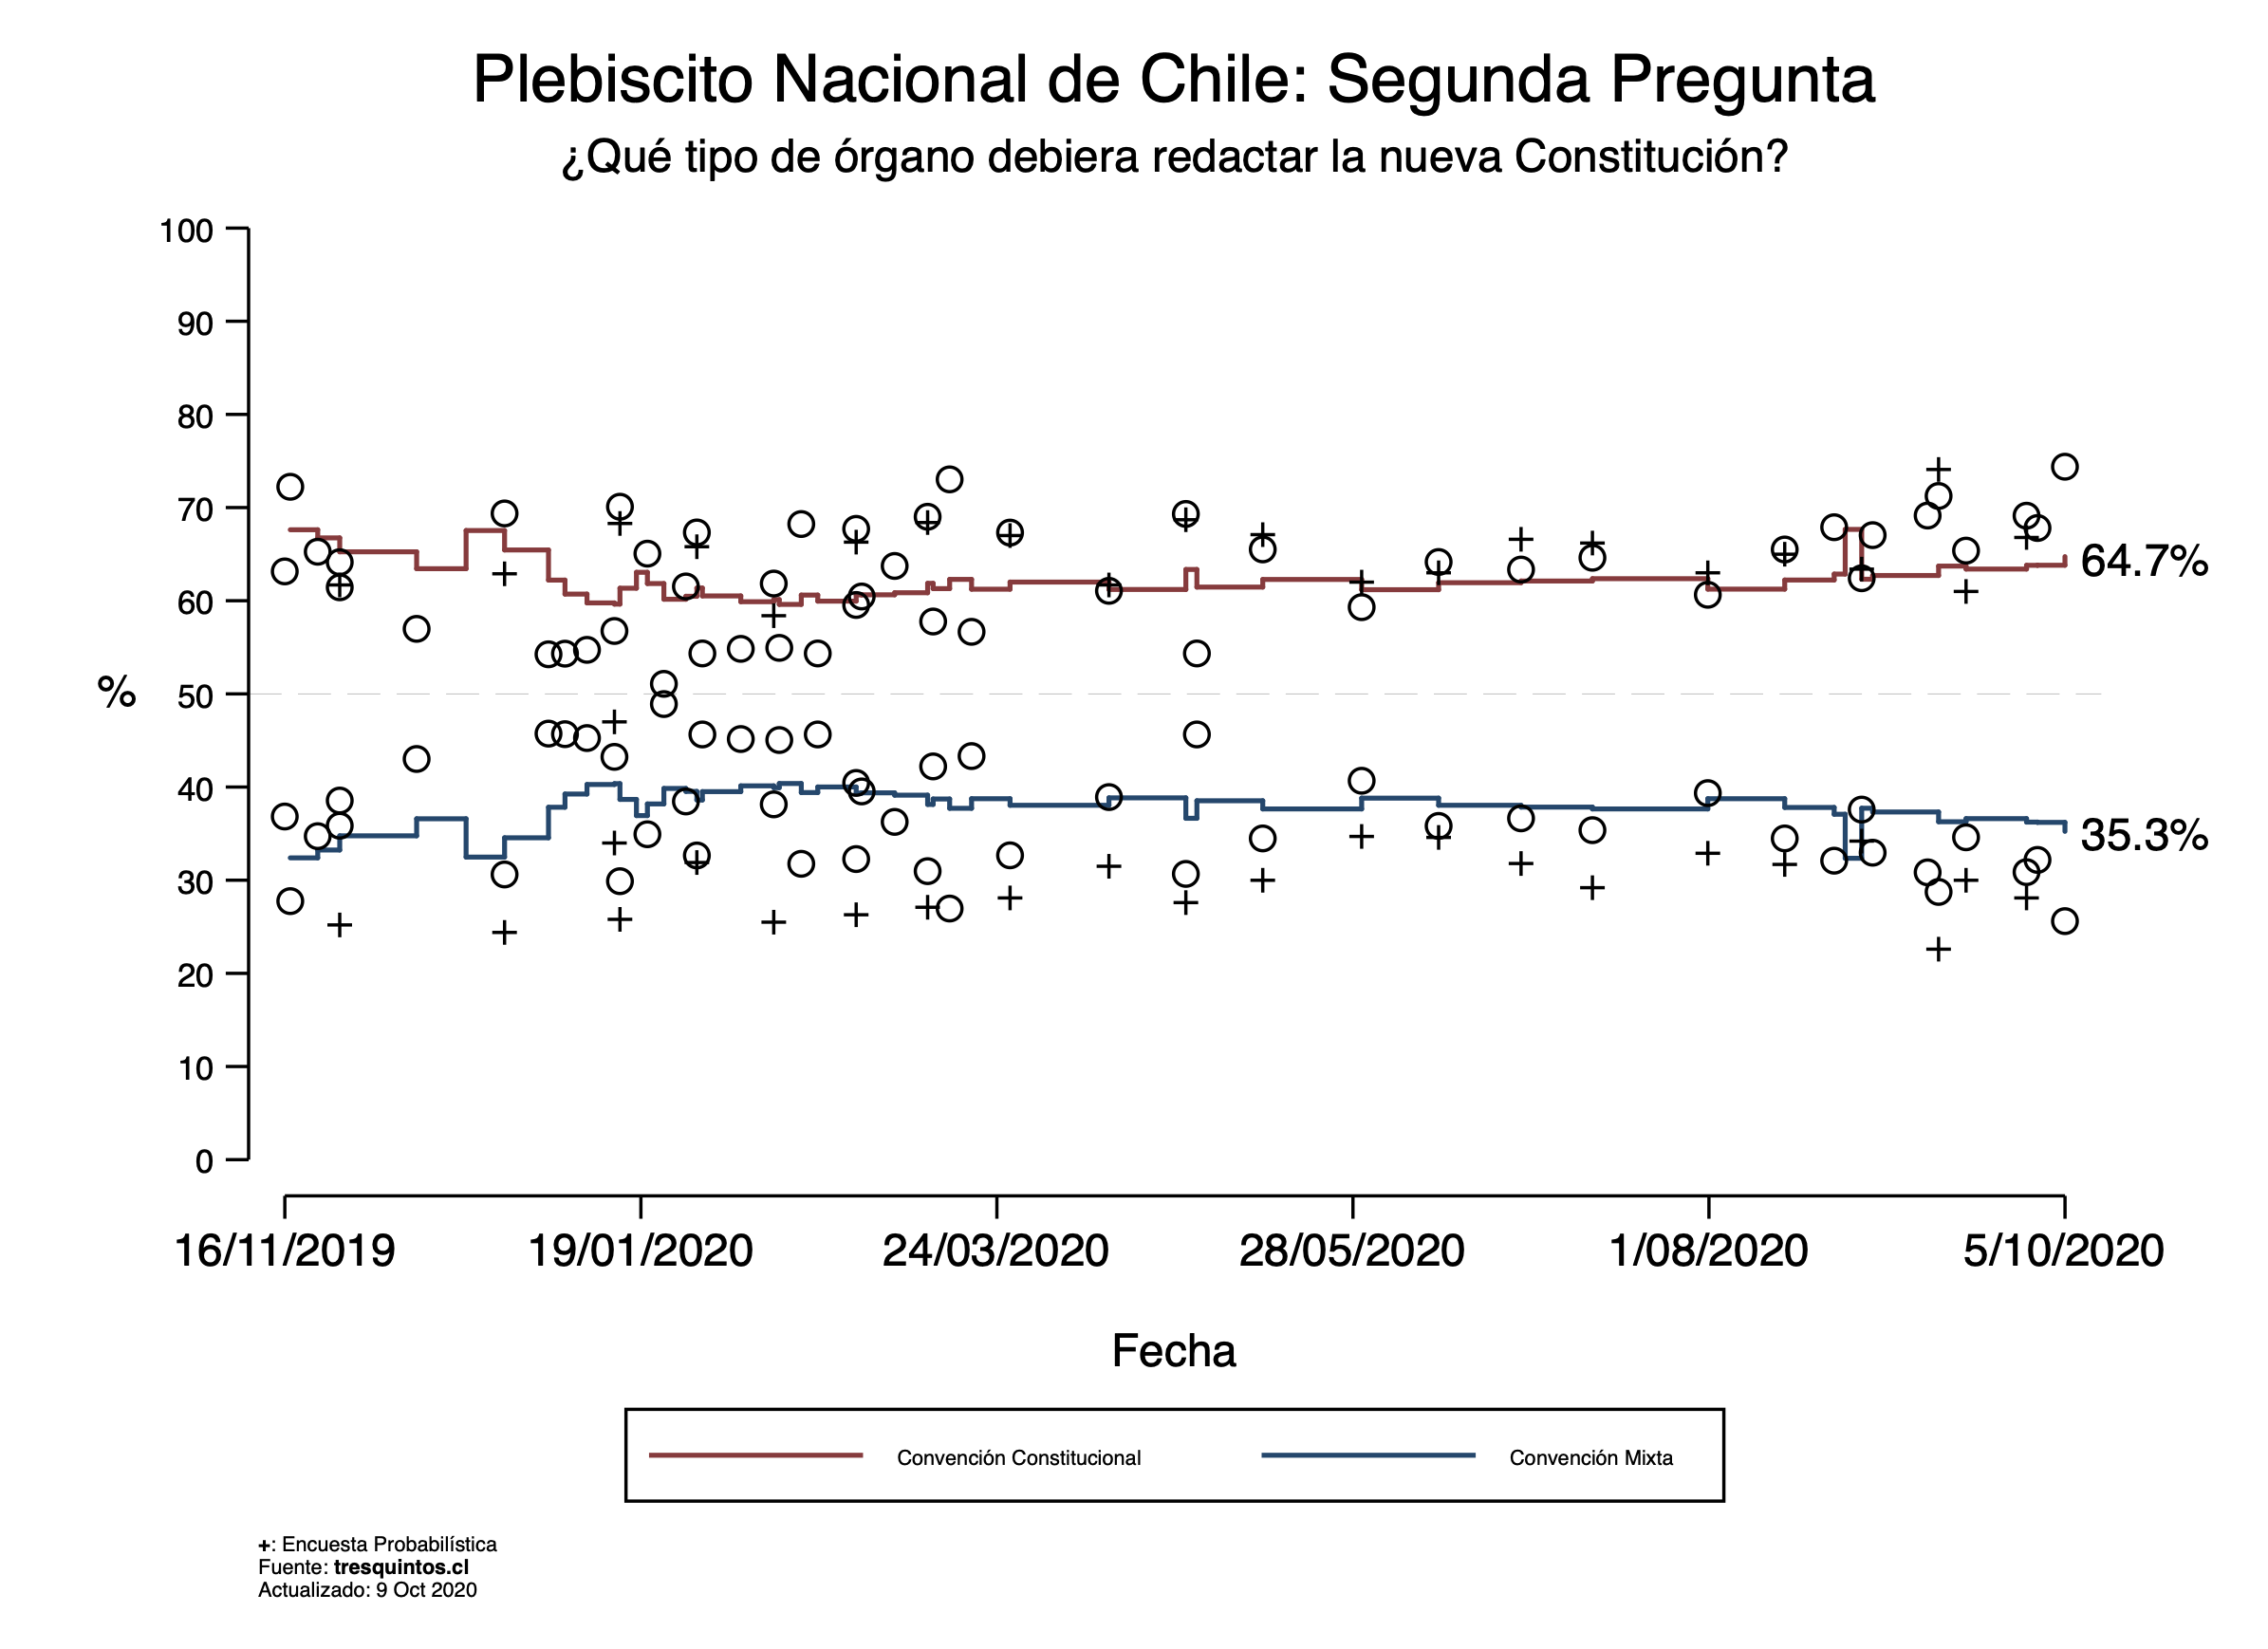 Plebiscito Nacional de Chile: Segunda Pregunta
¿Qué tipo de órgano debiera redactar la nueva Constitución?
100
90
80
70
60
50
40
30
20
10
0
%
64.7%
35.3%
16/11/2019 19/01/2020 24/03/2020 28/05/2020 1/08/2020 5/10/2020
Fecha
Convención Constitucional Convención Mixta
+: Encuesta Probabilística
Fuente: tresquintos.cl
Actualizado: 9 Oct 2020